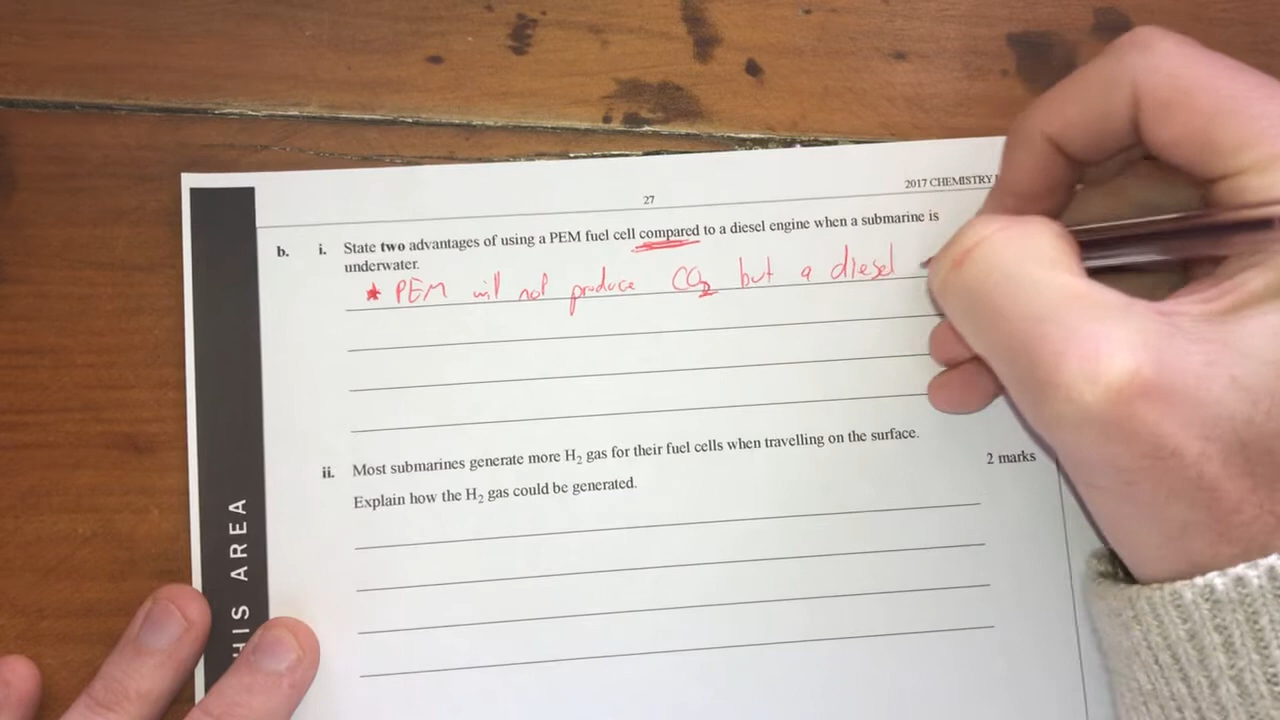 27
2017 CHEMISTRY
b. i. State two advantages of using a PEM fuel cell compared to a diesel engine when a submarine is
underwater.
* PEM will not produce CO2 but a diesel
ii. Most submarines generate more H2 gas for their fuel cells when travelling on the surface.
2 marks
Explain how the H2 gas could be generated.
HIS AREA